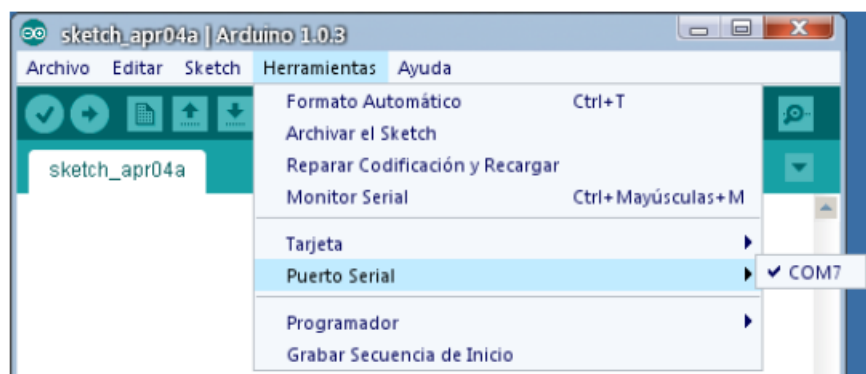 sketch_apr04a | Arduino 1.0.3
Archivo Editar Sketch Herramientas Ayuda
Formato Automático Ctrl+T
Archivar el Sketch
Reparar Codificación y Recargar
Monitor Serial Ctrl+Mayúsculas+M
sketch_apr04a
Tarjeta
Puerto Serial
COM7
Programador
Grabar Secuencia de Inicio